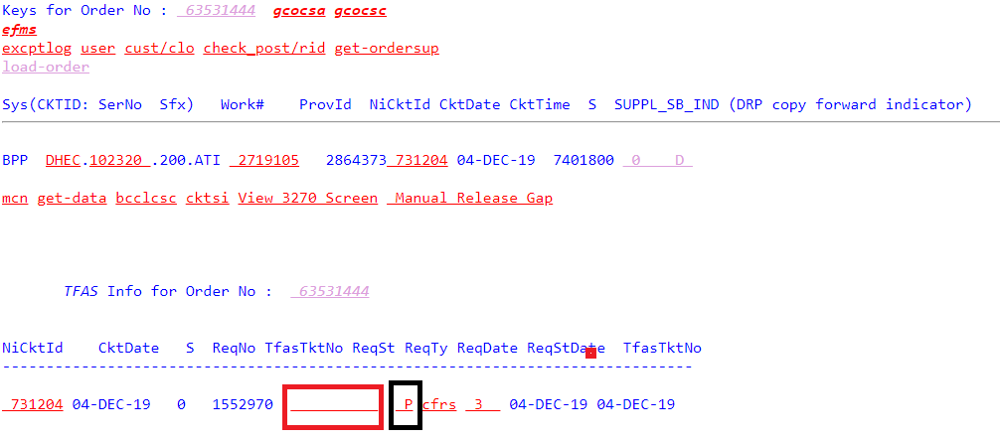 Keys for Order No : 63531444 gcocsa gcocsc
efms
excptlog user cust/clo check_post/rid get-ordersup
load-order
Sys(CKTID: SerNo Sfx) Work# ProvId NiCktId CktDate CktTime S SUPPL_SB_IND (DRP copy forward indicator)
BPP DHEC.102320 .200.ATI 2719105 2864373 731204 04-DEC-19 7401800 0 D
mcn get-data bcclcsc cktsi View 3270 Screen Manual Release Gap
TFAS Info for Order No : 63531444
NiCktId CktDate S ReqNo TfasTktNo ReqSt ReqTy ReqDate ReqStDate TfasTktNo
--------------------------------------------------------------------------------
731204 04-DEC-19 0 1552970 P cfrs 3 04-DEC-19 04-DEC-19